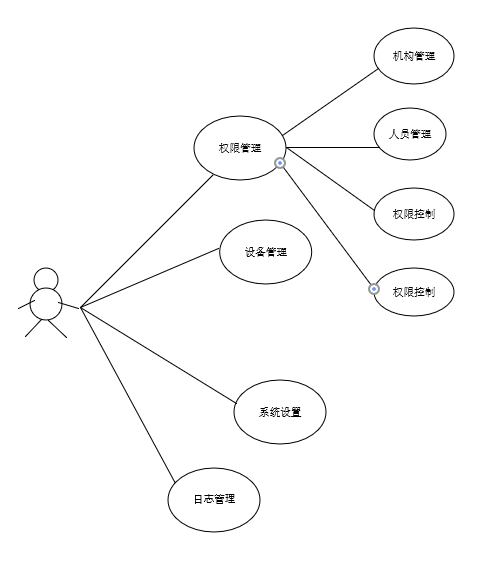 机构管理
人员管理
权限管理
权限控制
设备管理
权限控制
系统设置
日志管理